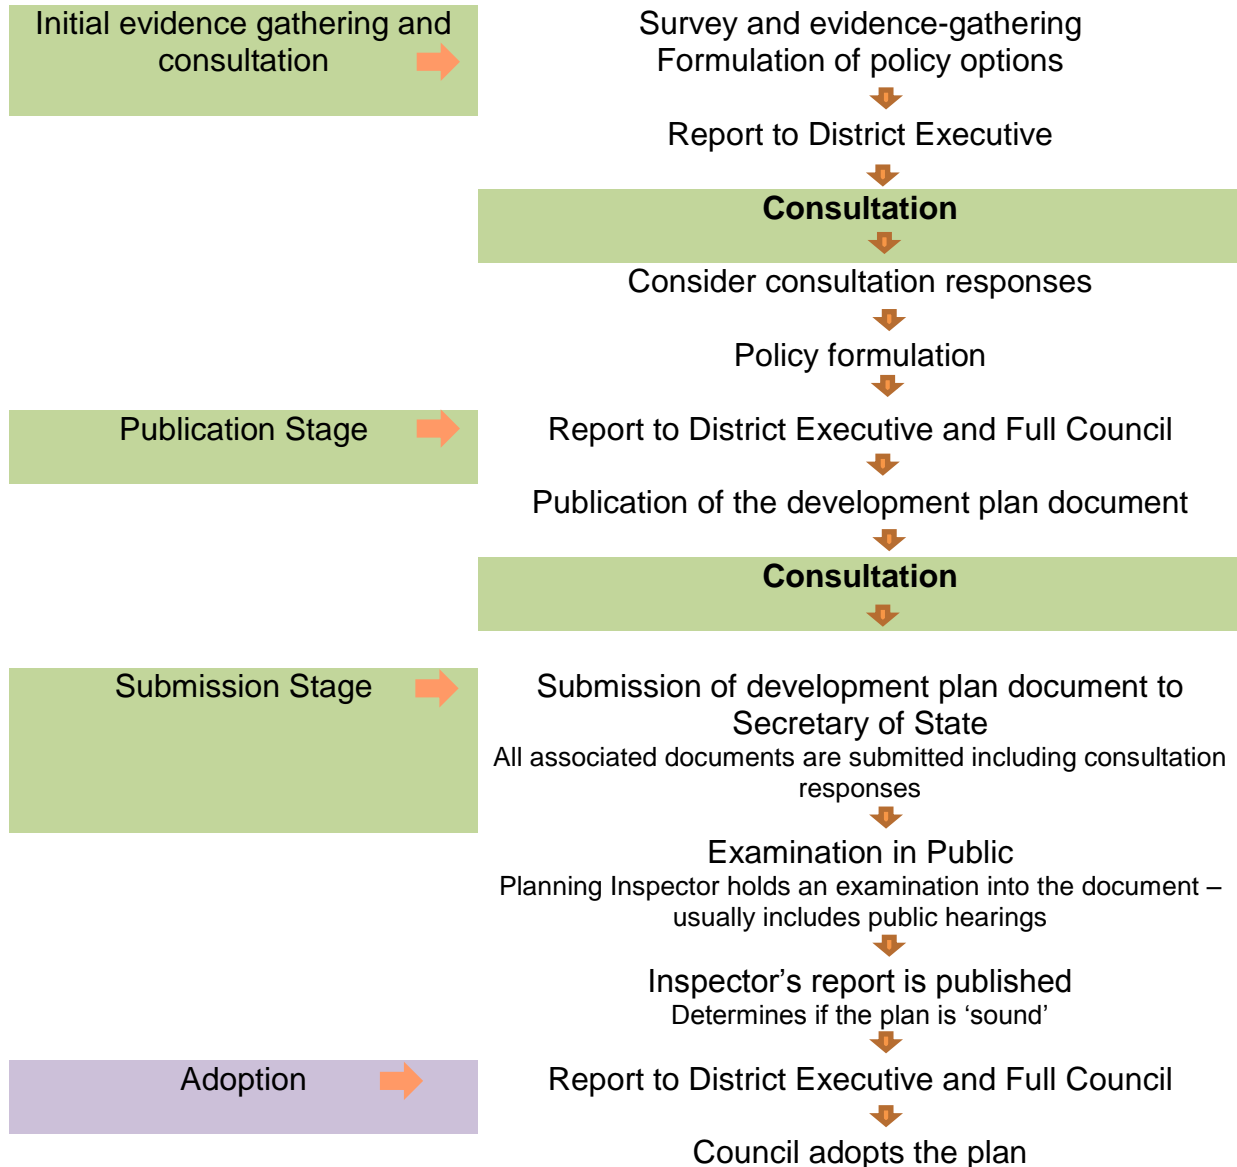 Initial evidence gathering and
consultation
Survey and evidence-gathering
Formulation of policy options
Report to District Executive
Consultation
Consider consultation responses
Policy formulation
Publication Stage
Report to District Executive and Full Council
Publication of the development plan document
Consultation
Submission Stage
Submission of development plan document to
Secretary of State
All associated documents are submitted including consultation
responses
Examination in Public
Planning Inspector holds an examination into the document –
usually includes public hearings
Inspector’s report is published
Determines if the plan is ‘sound’
Adoption
Report to District Executive and Full Council
Council adopts the plan